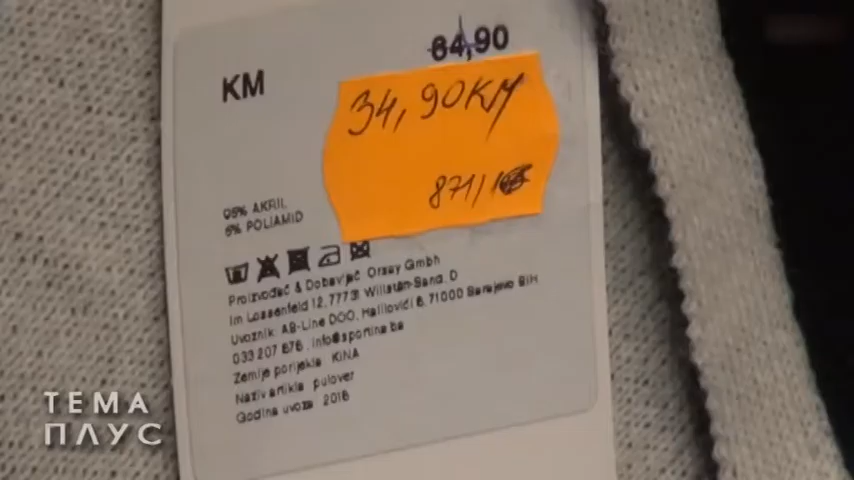 64,90
KM
34,90KM
871/1
95% AKRIL
5% POLIAMID
Proizvođač & Dobavljač Orsay Gmbh
Im Lossenfeld 12, 77731 Willstätt-Sand, D
Uvoznik: AB-Line DOO, Halilovići 6, 71000 Sarajevo BiH
033 207 676, info@sportina.ba
Zemlja porijekla KINA
Naziv artikla pulover
Godina uvoza 2016
ТЕМА
ПЛУС